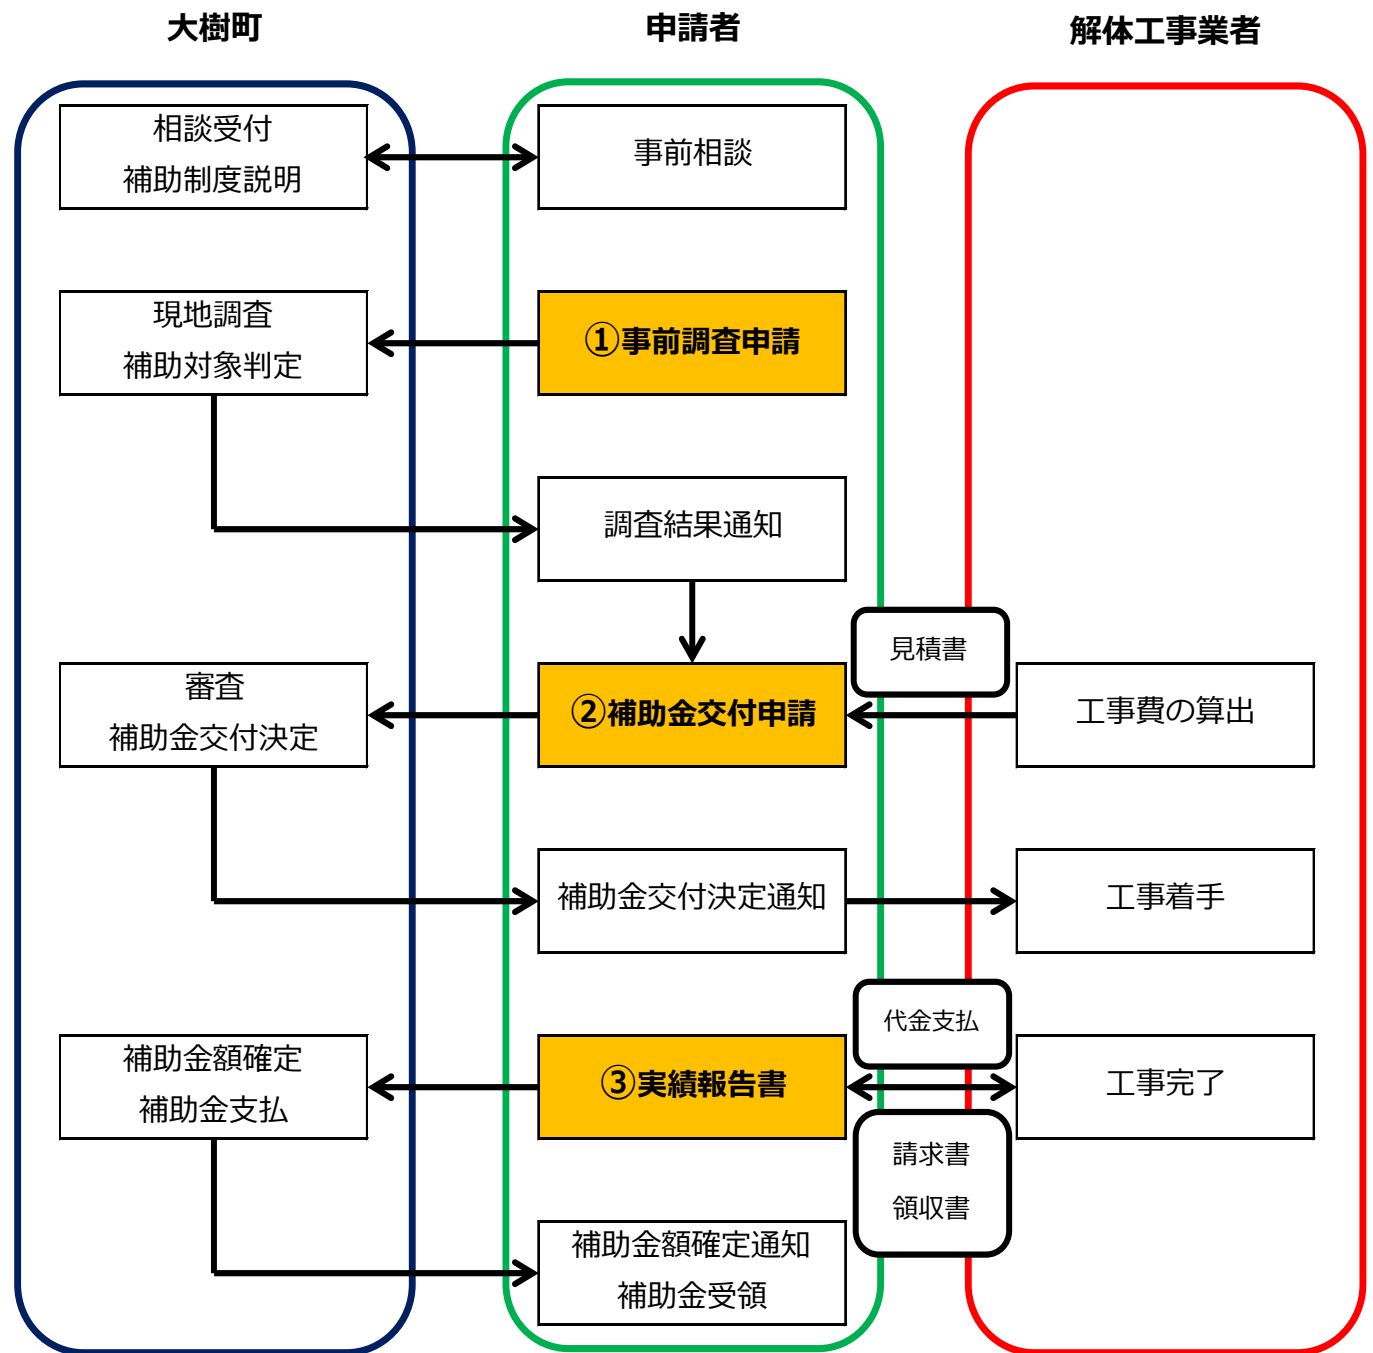 大樹町
申請者
解体工事業者
相談受付
補助制度説明
事前相談
現地調査
補助対象判定
①事前調査申請
調査結果通知
見積書
審査
補助金交付決定
②補助金交付申請
工事費の算出
補助金交付決定通知
工事着手
代金支払
補助金額確定
補助金支払
③実績報告書
工事完了
請求書
領収書
補助金額確定通知
補助金受領